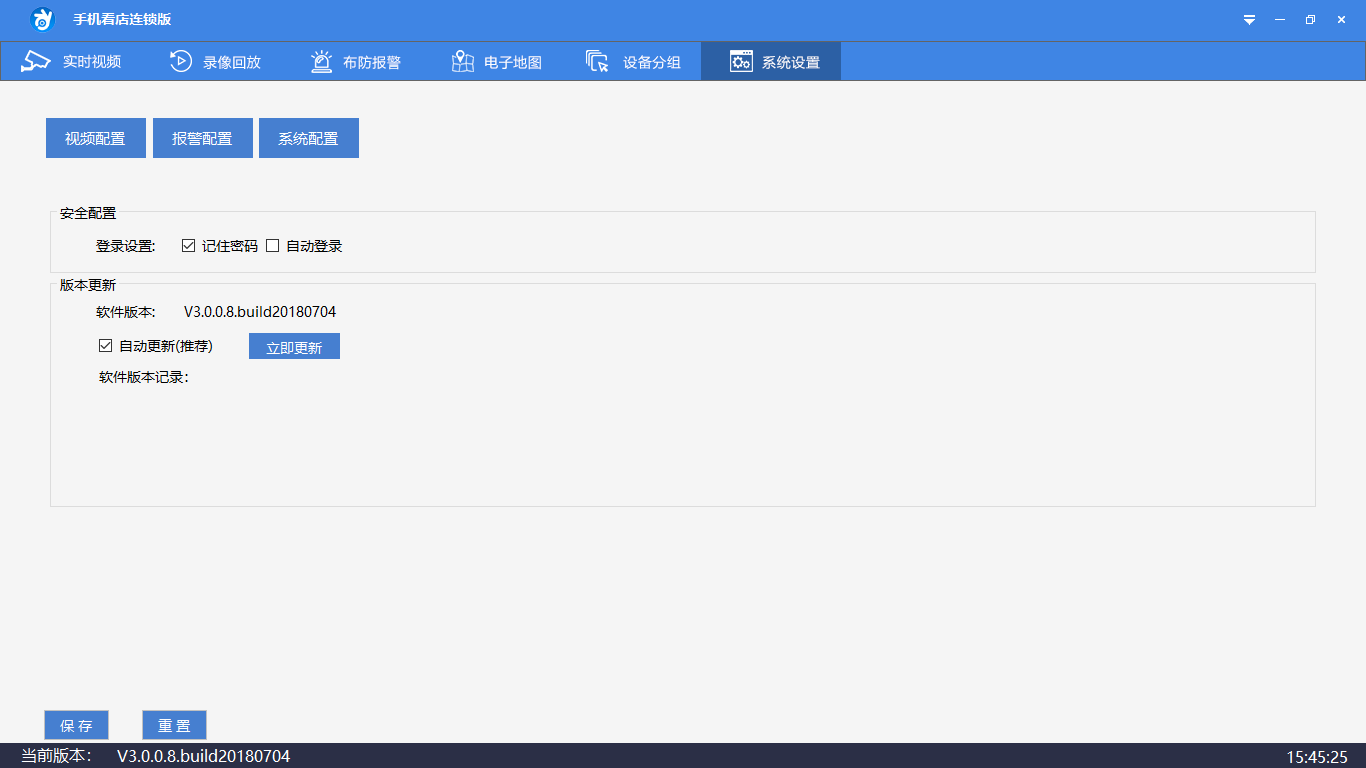 手机看店连锁版
实时视频 录像回放 布防报警 电子地图 设备分组 系统设置
视频配置 报警配置 系统配置
安全配置
登录设置: 记住密码 自动登录
版本更新
软件版本: V3.0.0.8.build20180704
自动更新(推荐) 立即更新
软件版本记录:
保 存 重 置
当前版本: V3.0.0.8.build20180704 15:45:25